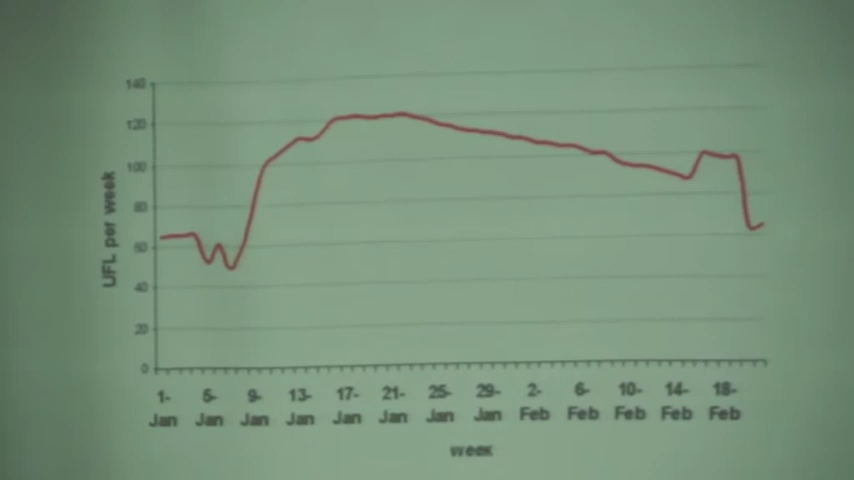 140
120
100
80
60
40
20
0
UFL per week
1- 5- 9- 13- 17- 21- 25- 29- 2- 6- 10- 14- 18-
Jan Jan Jan Jan Jan Jan Jan Jan Feb Feb Feb Feb Feb
week